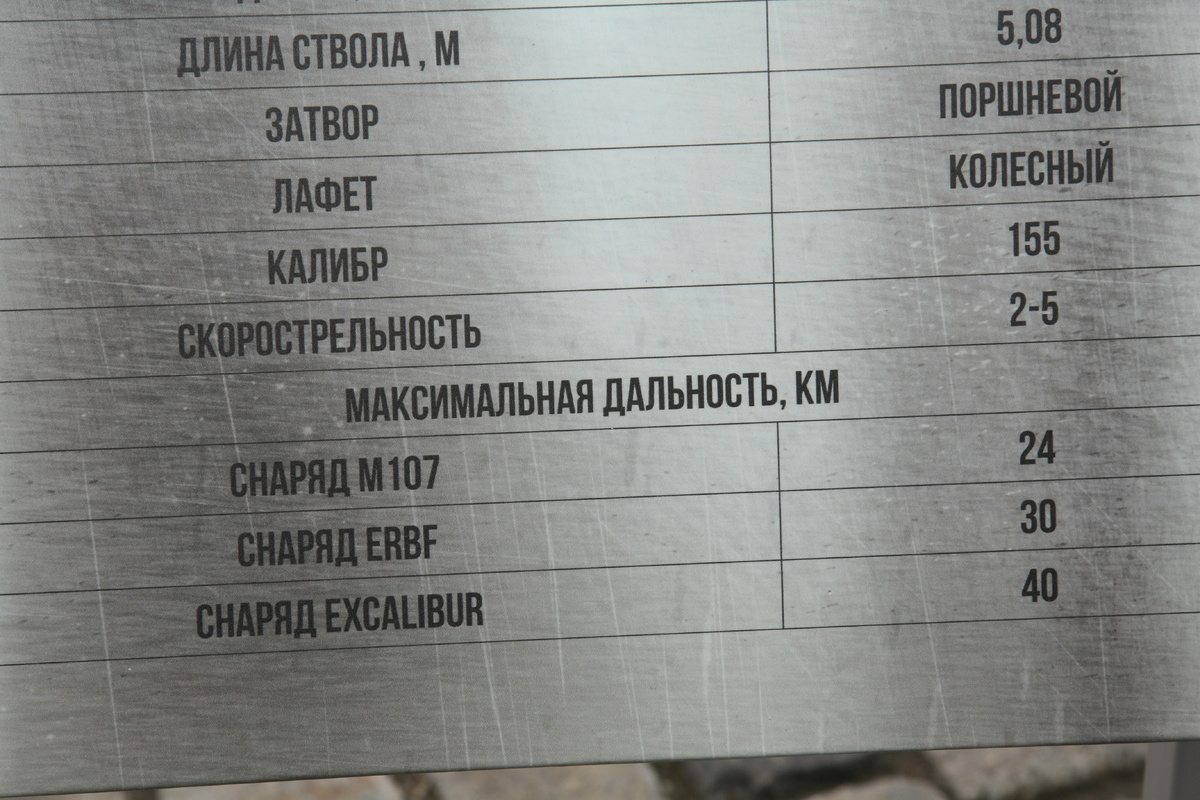 ДЛИНА СТВОЛА , М 5,08
ЗАТВОР ПОРШНЕВОЙ
ЛАФЕТ КОЛЕСНЫЙ
КАЛИБР 155
СКОРОСТРЕЛЬНОСТЬ 2-5
МАКСИМАЛЬНАЯ ДАЛЬНОСТЬ, КМ
СНАРЯД М107 24
СНАРЯД ERBF 30
СНАРЯД EXCALIBUR 40